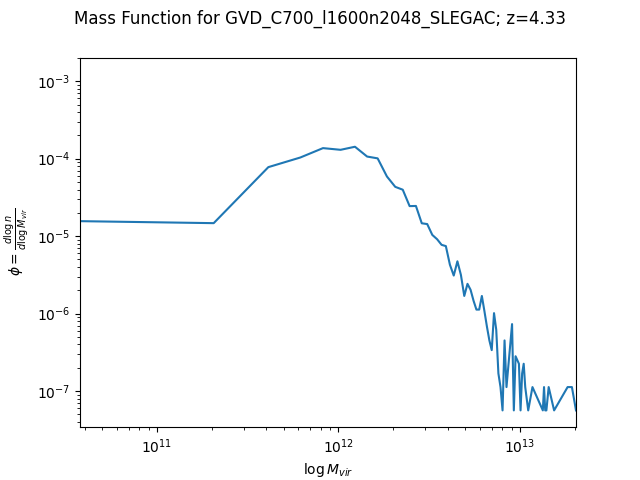 Mass Function for GVD_C700_l1600n2048_SLEGAC; z=4.33
10⁻³
10⁻⁴
10⁻⁵
10⁻⁶
10⁻⁷
ϕ = d log n / d log M_vir
10¹¹
10¹²
10¹³
log M_vir